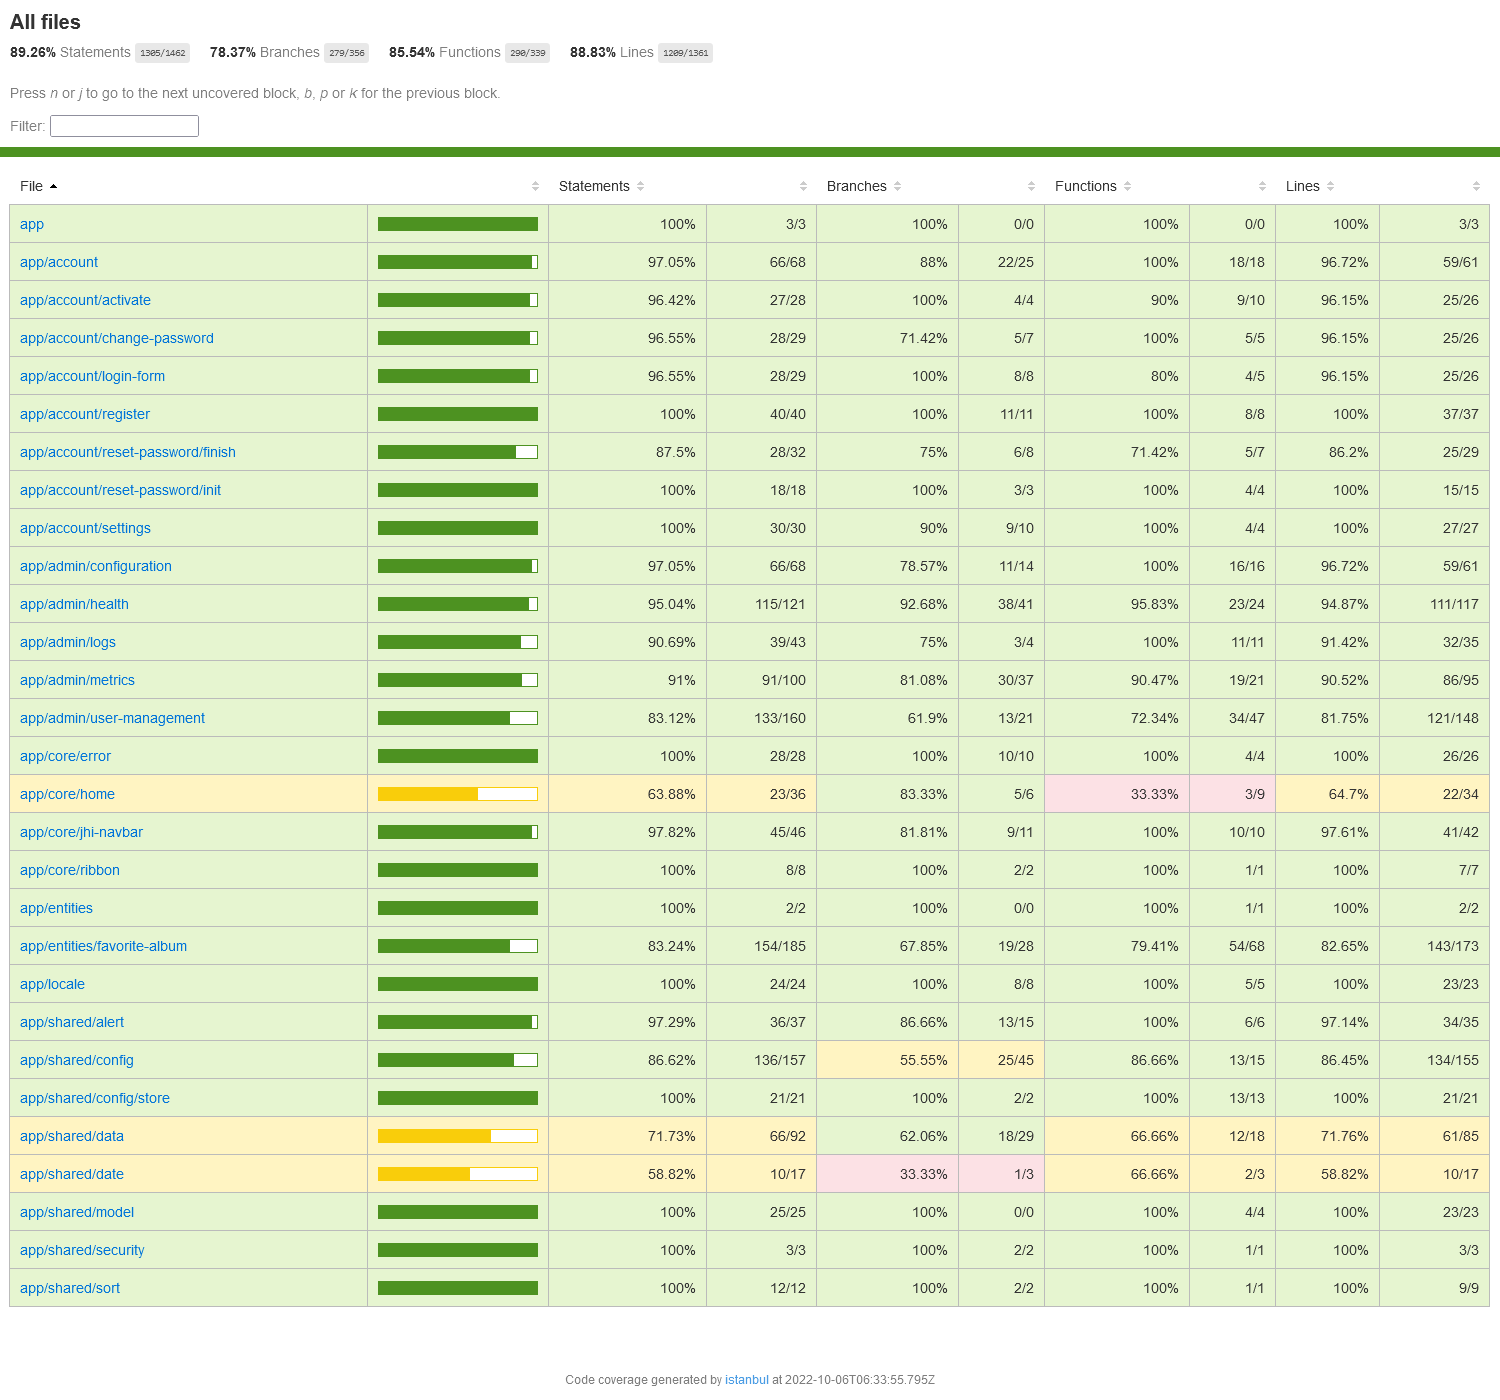 All files
89.26% Statements 1305/1462 78.37% Branches 279/356 85.54% Functions 290/339 88.83% Lines 1209/1361
Press n or j to go to the next uncovered block, b, p or k for the previous block.
Filter:
File Statements Branches Functions Lines
app 100% 3/3 100% 0/0 100% 0/0 100% 3/3
app/account 97.05% 66/68 88% 22/25 100% 18/18 96.72% 59/61
app/account/activate 96.42% 27/28 100% 4/4 90% 9/10 96.15% 25/26
app/account/change-password 96.55% 28/29 71.42% 5/7 100% 5/5 96.15% 25/26
app/account/login-form 96.55% 28/29 100% 8/8 80% 4/5 96.15% 25/26
app/account/register 100% 40/40 100% 11/11 100% 8/8 100% 37/37
app/account/reset-password/finish 87.5% 28/32 75% 6/8 71.42% 5/7 86.2% 25/29
app/account/reset-password/init 100% 18/18 100% 3/3 100% 4/4 100% 15/15
app/account/settings 100% 30/30 90% 9/10 100% 4/4 100% 27/27
app/admin/configuration 97.05% 66/68 78.57% 11/14 100% 16/16 96.72% 59/61
app/admin/health 95.04% 115/121 92.68% 38/41 95.83% 23/24 94.87% 111/117
app/admin/logs 90.69% 39/43 75% 3/4 100% 11/11 91.42% 32/35
app/admin/metrics 91% 91/100 81.08% 30/37 90.47% 19/21 90.52% 86/95
app/admin/user-management 83.12% 133/160 61.9% 13/21 72.34% 34/47 81.75% 121/148
app/core/error 100% 28/28 100% 10/10 100% 4/4 100% 26/26
app/core/home 63.88% 23/36 83.33% 5/6 33.33% 3/9 64.7% 22/34
app/core/jhi-navbar 97.82% 45/46 81.81% 9/11 100% 10/10 97.61% 41/42
app/core/ribbon 100% 8/8 100% 2/2 100% 1/1 100% 7/7
app/entities 100% 2/2 100% 0/0 100% 1/1 100% 2/2
app/entities/favorite-album 83.24% 154/185 67.85% 19/28 79.41% 54/68 82.65% 143/173
app/locale 100% 24/24 100% 8/8 100% 5/5 100% 23/23
app/shared/alert 97.29% 36/37 86.66% 13/15 100% 6/6 97.14% 34/35
app/shared/config 86.62% 136/157 55.55% 25/45 86.66% 13/15 86.45% 134/155
app/shared/config/store 100% 21/21 100% 2/2 100% 13/13 100% 21/21
app/shared/data 71.73% 66/92 62.06% 18/29 66.66% 12/18 71.76% 61/85
app/shared/date 58.82% 10/17 33.33% 1/3 66.66% 2/3 58.82% 10/17
app/shared/model 100% 25/25 100% 0/0 100% 4/4 100% 23/23
app/shared/security 100% 3/3 100% 2/2 100% 1/1 100% 3/3
app/shared/sort 100% 12/12 100% 2/2 100% 1/1 100% 9/9
Code coverage generated by istanbul at 2022-10-06T06:33:55.795Z